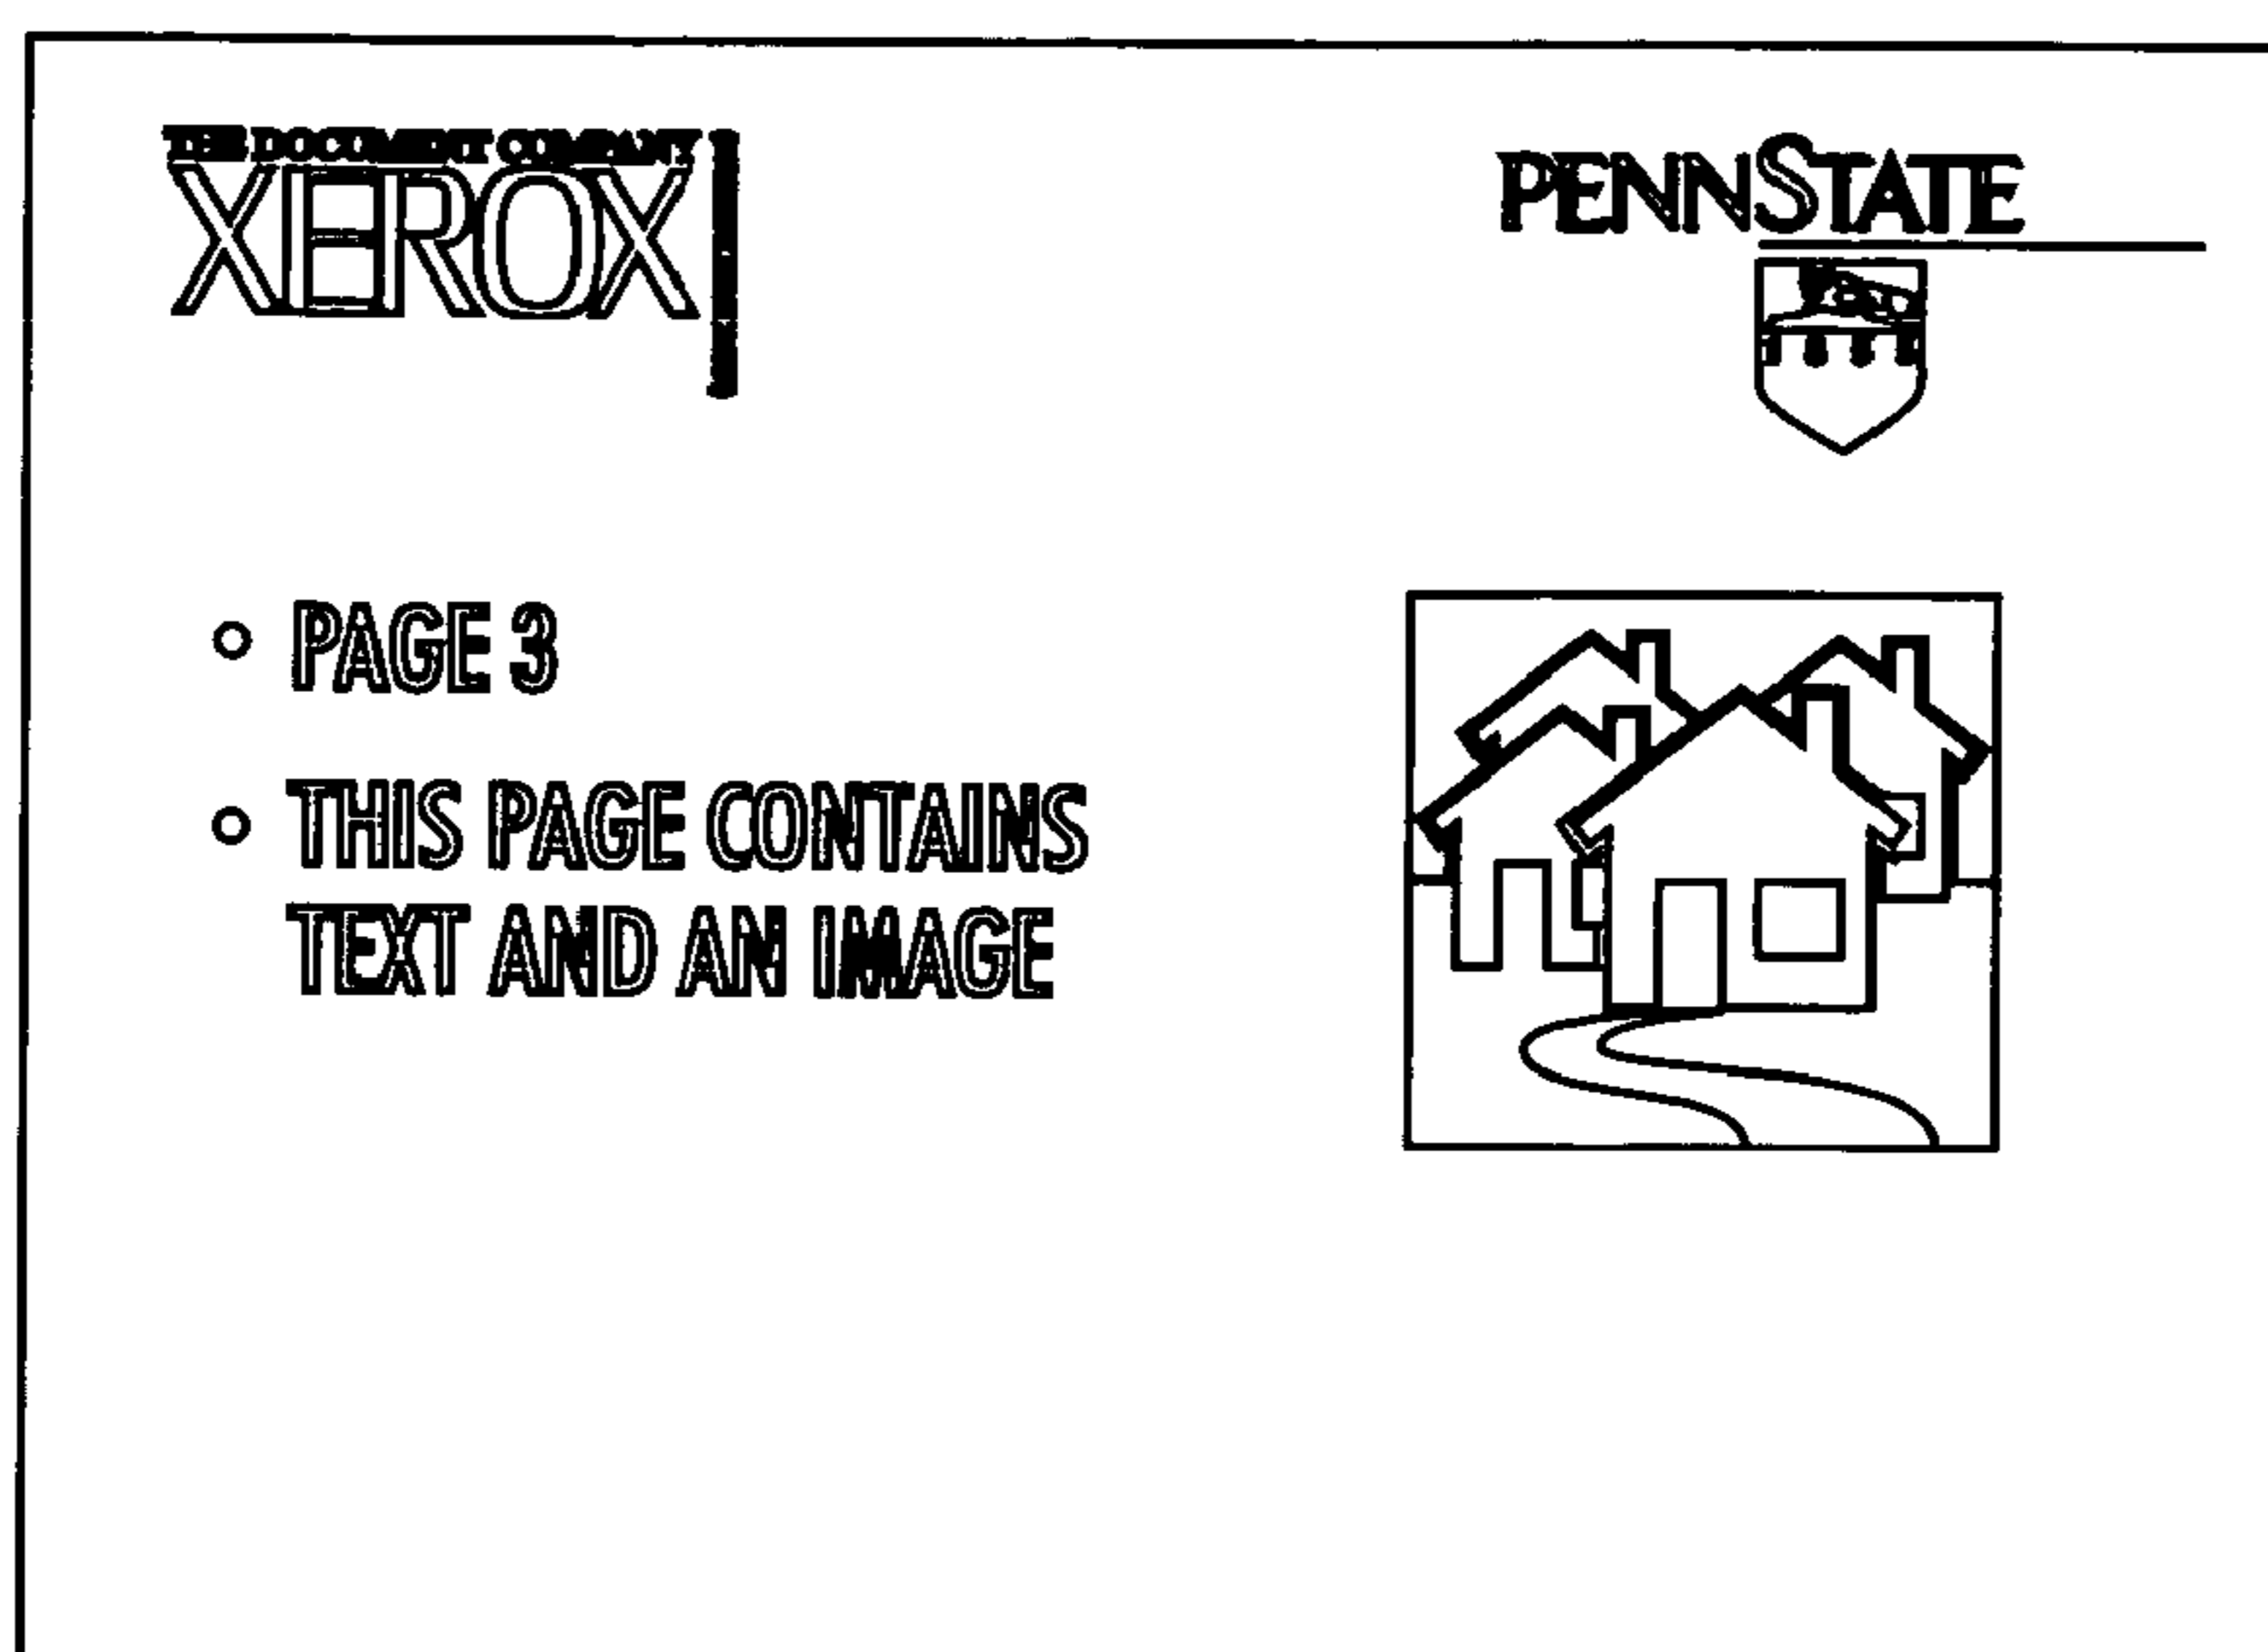 THE DOCUMENT COMPANY
XEROX
PENNSTATE
PAGE 3
THIS PAGE CONTAINS
TEXT AND AN IMAGE